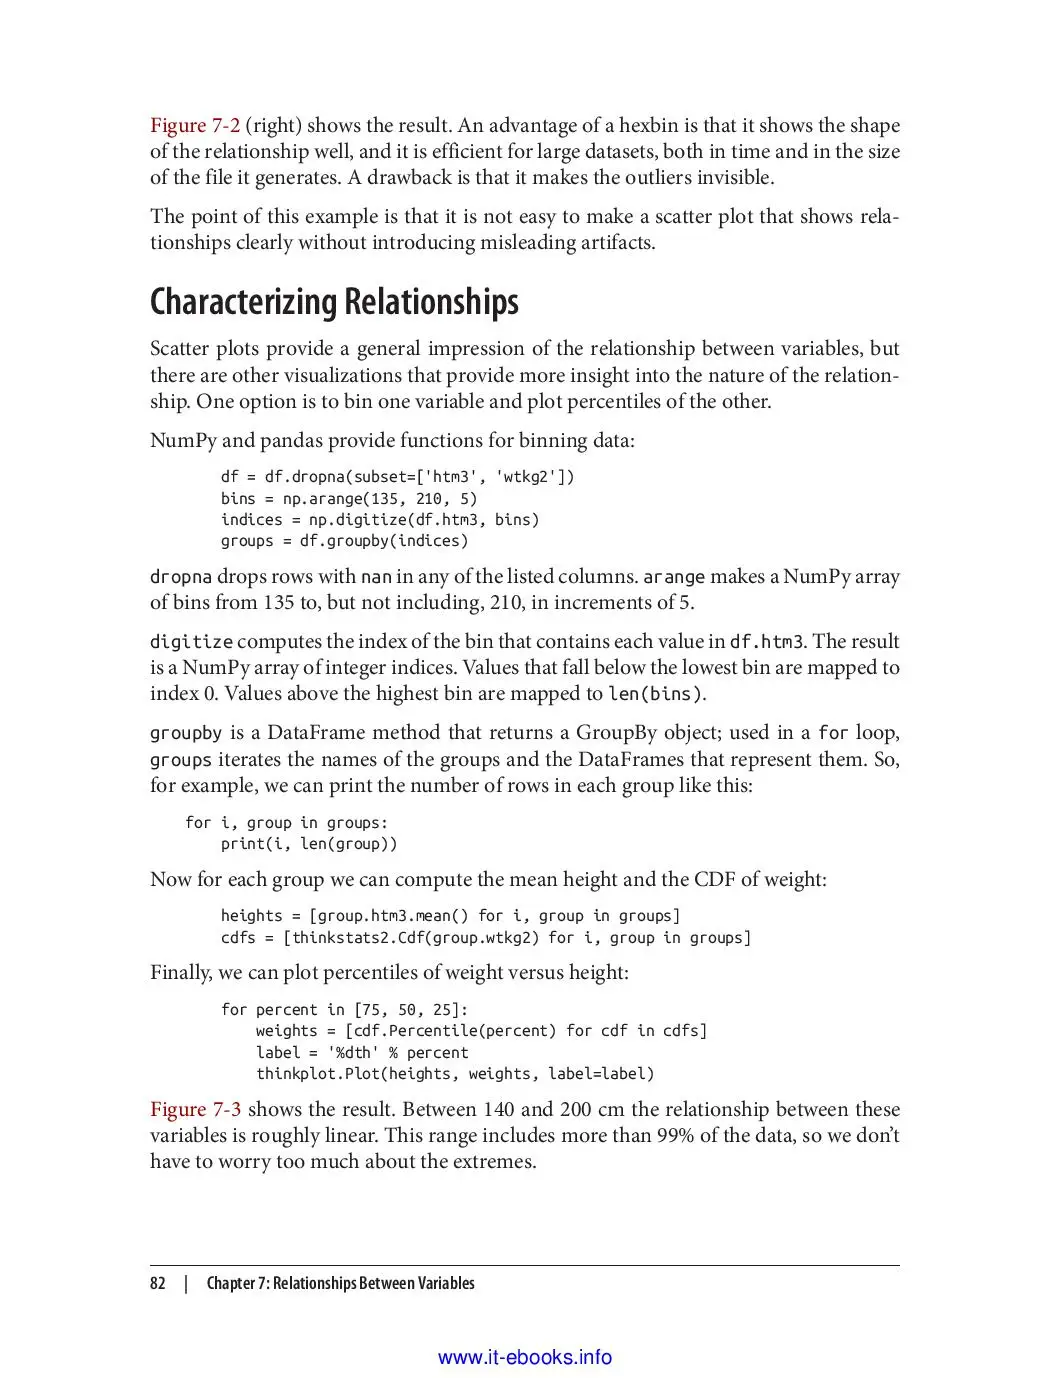 Figure 7-2 (right) shows the result. An advantage of a hexbin is that it shows the shape
of the relationship well, and it is efficient for large datasets, both in time and in the size
of the file it generates. A drawback is that it makes the outliers invisible.
The point of this example is that it is not easy to make a scatter plot that shows rela-
tionships clearly without introducing misleading artifacts.
Characterizing Relationships
Scatter plots provide a general impression of the relationship between variables, but
there are other visualizations that provide more insight into the nature of the relation-
ship. One option is to bin one variable and plot percentiles of the other.
NumPy and pandas provide functions for binning data:
df = df.dropna(subset=['htm3', 'wtkg2'])
bins = np.arange(135, 210, 5)
indices = np.digitize(df.htm3, bins)
groups = df.groupby(indices)
dropna drops rows with nan in any of the listed columns. arange makes a NumPy array
of bins from 135 to, but not including, 210, in increments of 5.
digitize computes the index of the bin that contains each value in df.htm3. The result
is a NumPy array of integer indices. Values that fall below the lowest bin are mapped to
index 0. Values above the highest bin are mapped to len(bins).
groupby is a DataFrame method that returns a GroupBy object; used in a for loop,
groups iterates the names of the groups and the DataFrames that represent them. So,
for example, we can print the number of rows in each group like this:
for i, group in groups:
    print(i, len(group))
Now for each group we can compute the mean height and the CDF of weight:
heights = [group.htm3.mean() for i, group in groups]
cdfs = [thinkstats2.Cdf(group.wtkg2) for i, group in groups]
Finally, we can plot percentiles of weight versus height:
for percent in [75, 50, 25]:
    weights = [cdf.Percentile(percent) for cdf in cdfs]
    label = '%dth' % percent
    thinkplot.Plot(heights, weights, label=label)
Figure 7-3 shows the result. Between 140 and 200 cm the relationship between these
variables is roughly linear. This range includes more than 99% of the data, so we don’t
have to worry too much about the extremes.
82 | Chapter 7: Relationships Between Variables
www.it-ebooks.info